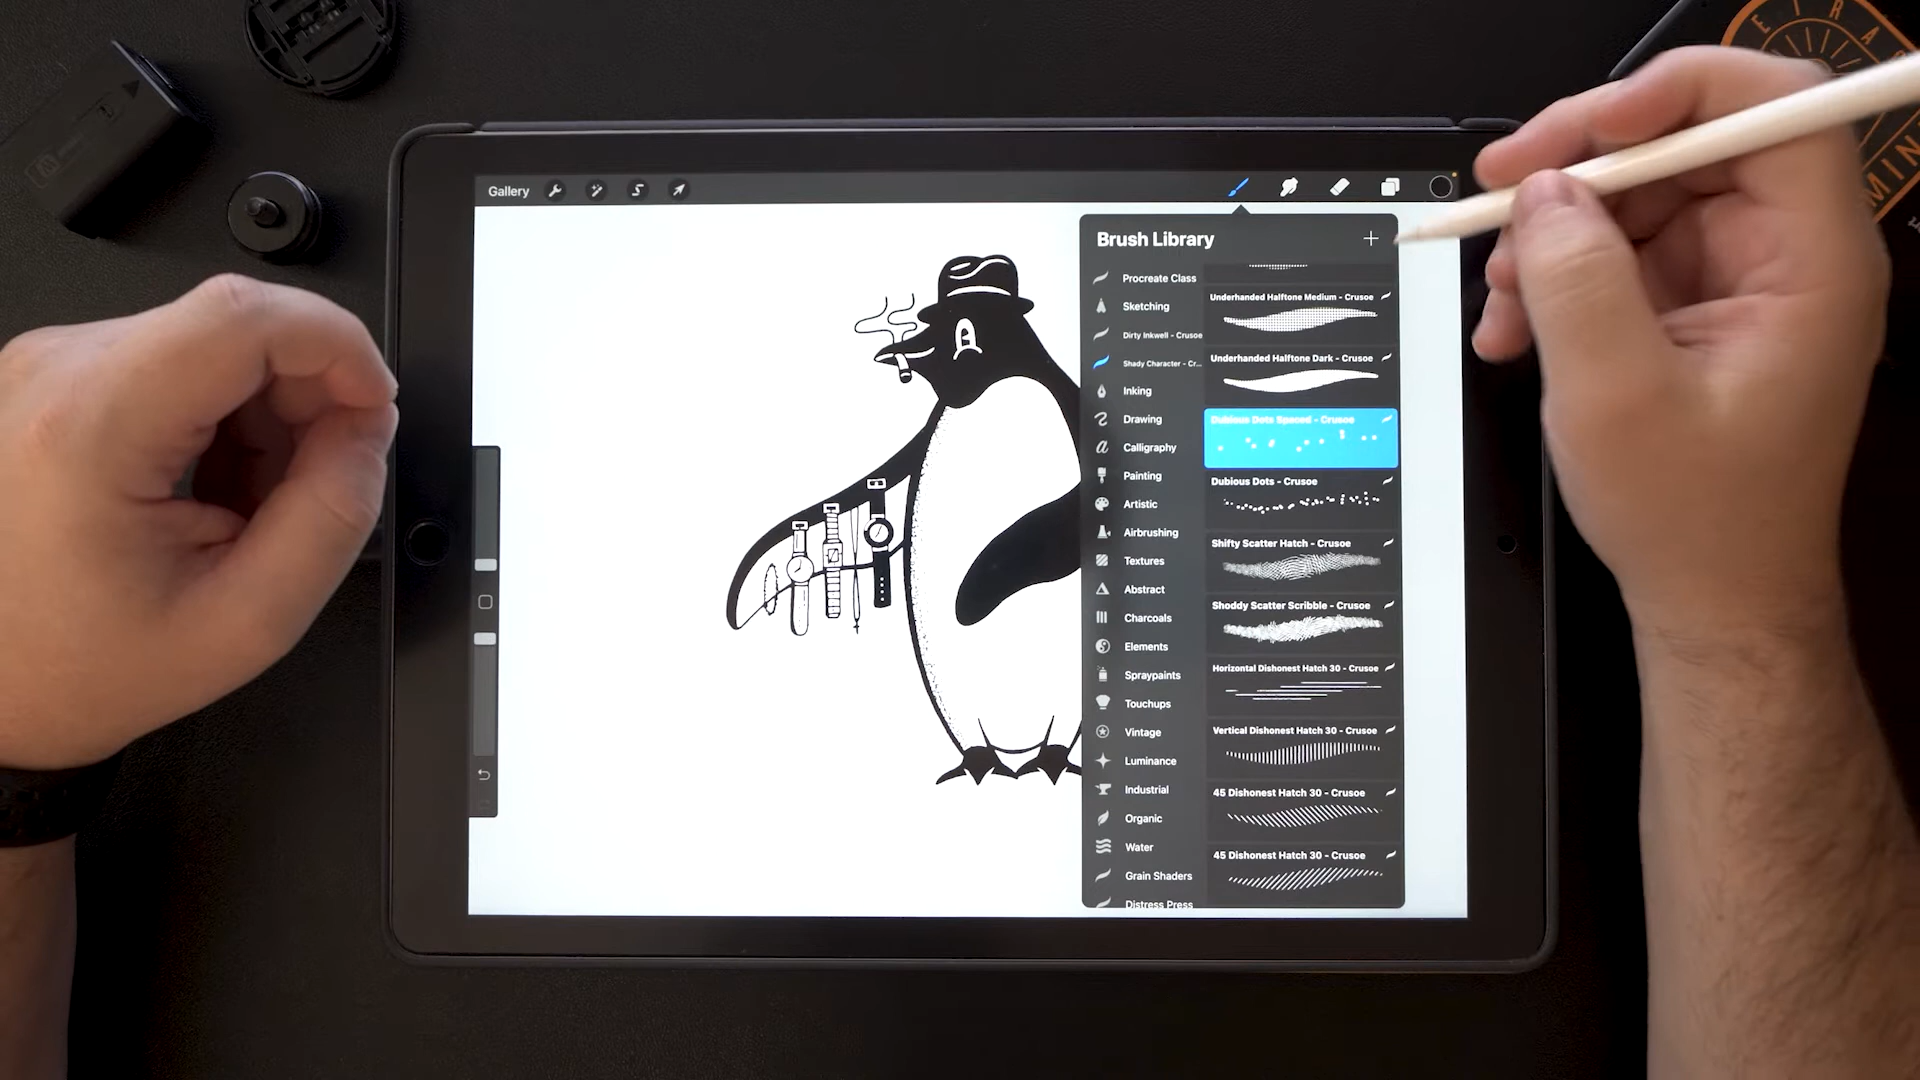 Gallery
Brush Library
Procreate Class
Sketching
Dirty Inkwell - Crusoe
Shady Character - Cr...
Inking
Drawing
Calligraphy
Painting
Artistic
Airbrushing
Textures
Abstract
Charcoals
Elements
Spraypaints
Touchups
Vintage
Luminance
Industrial
Organic
Water
Grain Shaders
Distress Press
Underhanded Halftone Medium - Crusoe
Underhanded Halftone Dark - Crusoe
Dubious Dots Spaced - Crusoe
Dubious Dots - Crusoe
Shifty Scatter Hatch - Crusoe
Shoddy Scatter Scribble - Crusoe
Horizontal Dishonest Hatch 30 - Crusoe
Vertical Dishonest Hatch 30 - Crusoe
45 Dishonest Hatch 30 - Crusoe
45 Dishonest Hatch 30 - Crusoe